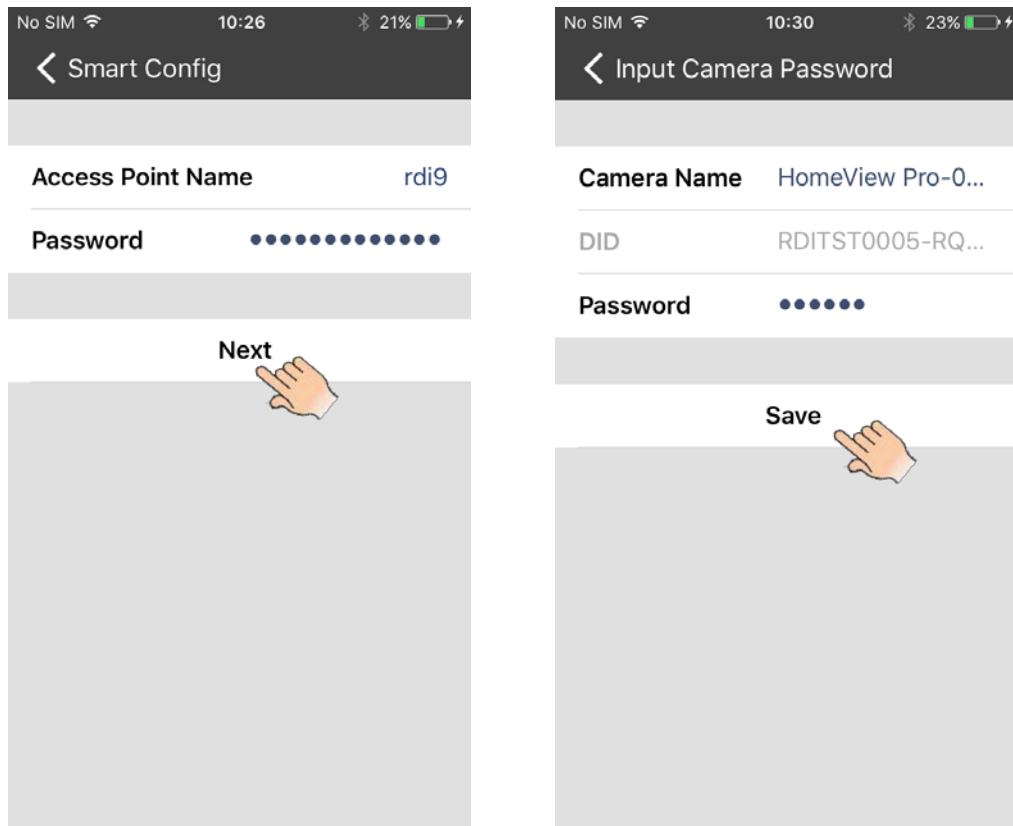 No SIM 10:26 21%
Smart Config
Access Point Name rdi9
Password •••••••••••••
Next
No SIM 10:30 23%
Input Camera Password
Camera Name HomeView Pro-0...
DID RDITST0005-RQ...
Password ••••••
Save